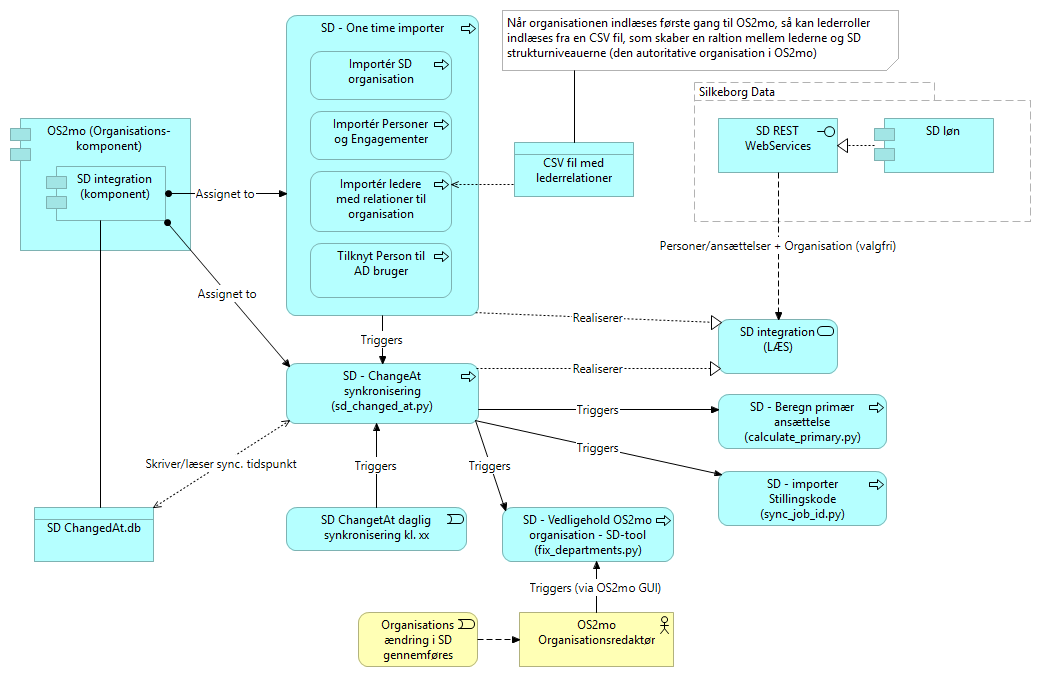 SD - One time importer
Importér SD
organisation
Importér Personer
og Engagementer
Importér ledere
med relationer til
organisation
Tilknyt Person til
AD bruger
Når organisationen indlæses første gang til OS2mo, så kan lederroller
indlæses fra en CSV fil, som skaber en raltion mellem lederne og SD
strukturniveauerne (den autoritative organisation i OS2mo)
CSV fil med
lederrelationer
Silkeborg Data
SD REST
WebServices
SD løn
OS2mo (Organisations-
komponent)
SD integration
(komponent)
Assignet to
Assignet to
Personer/ansættelser + Organisation (valgfri)
Triggers
Realiserer
SD integration
(LÆS)
Realiserer
SD - ChangeAt
synkronisering
(sd_changed_at.py)
Triggers
SD - Beregn primær
ansættelse
(calculate_primary.py)
Triggers
SD - importer
Stillingskode
(sync_job_id.py)
Skriver/læser sync. tidspunkt
Triggers
Triggers
SD ChangedAt.db
SD ChangetAt daglig
synkronisering kl. xx
SD - Vedligehold OS2mo
organisation - SD-tool
(fix_departments.py)
Triggers (via OS2mo GUI)
Organisations
ændring i SD
gennemføres
OS2mo
Organisationsredaktør